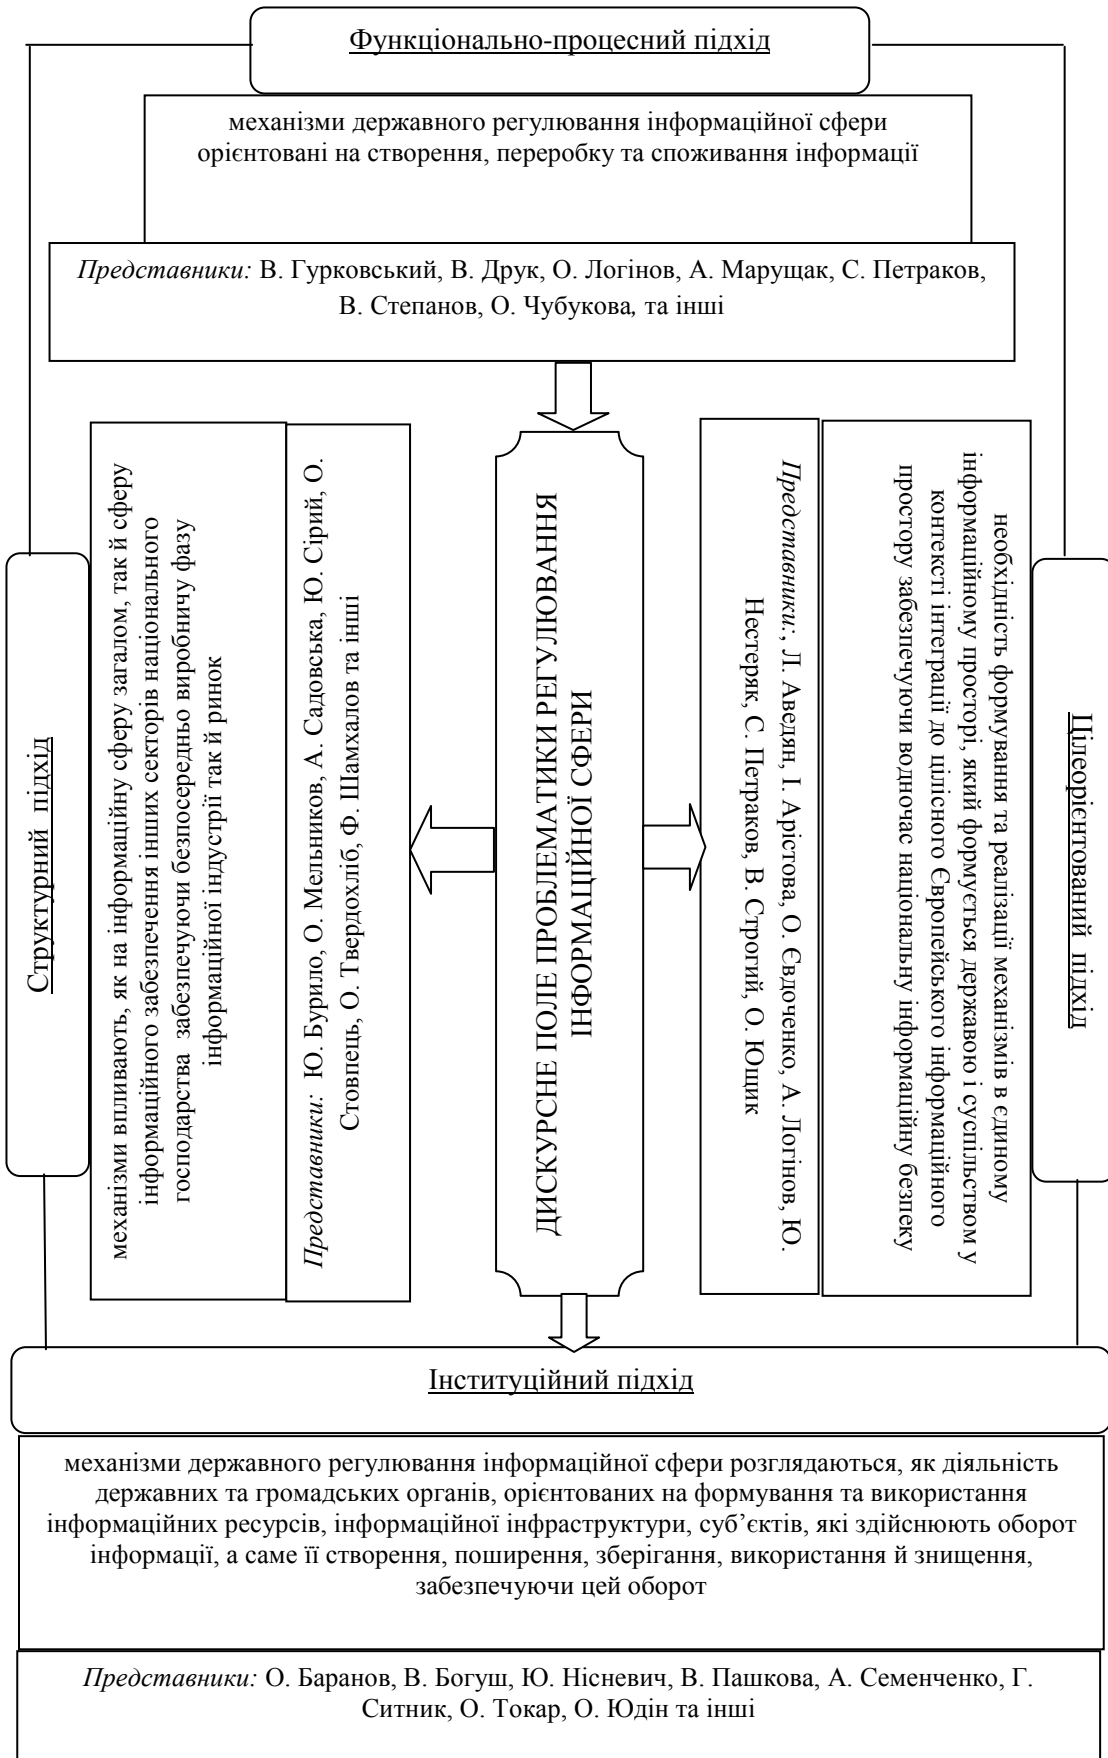 Функціонально-процесний підхід
механізми державного регулювання інформаційної сфери
орієнтовані на створення, переробку та споживання інформації
Представники: В. Гурковський, В. Друк, О. Логінов, А. Марущак, С. Петраков,
В. Степанов, О. Чубукова, та інші
Структурний підхід
механізми впливають, як на інформаційну сферу загалом, так й сферу
інформаційного забезпечення інших секторів національного
господарства забезпечуючи безпосередньо виробничу фазу
інформаційної індустрії так й ринок
Представники: Ю. Бурило, О. Мельников, А. Садовська, Ю. Сірий, О.
Стовпець, О. Твердохліб, Ф. Шамхалов та інші
ДИСКУРСНЕ ПОЛЕ ПРОБЛЕМАТИКИ РЕГУЛЮВАННЯ
ІНФОРМАЦІЙНОЇ СФЕРИ
Представники:, Л. Аведян, І. Арістова, О. Євдоченко, А. Логінов, Ю.
Нестеряк, С. Петраков, В. Строгий, О. Ющик
необхідність формування та реалізації механізмів в єдиному
інформаційному просторі, який формується державою і суспільством у
контексті інтеграції до цілісного Європейського інформаційного
простору забезпечуючи водночас національну інформаційну безпеку
Цілеорієнтований підхід
Інституційний підхід
механізми державного регулювання інформаційної сфери розглядаються, як діяльність
державних та громадських органів, орієнтованих на формування та використання
інформаційних ресурсів, інформаційної інфраструктури, суб’єктів, які здійснюють оборот
інформації, а саме її створення, поширення, зберігання, використання й знищення,
забезпечуючи цей оборот
Представники: О. Баранов, В. Богуш, Ю. Нісневич, В. Пашкова, А. Семенченко, Г.
Ситник, О. Токар, О. Юдін та інші